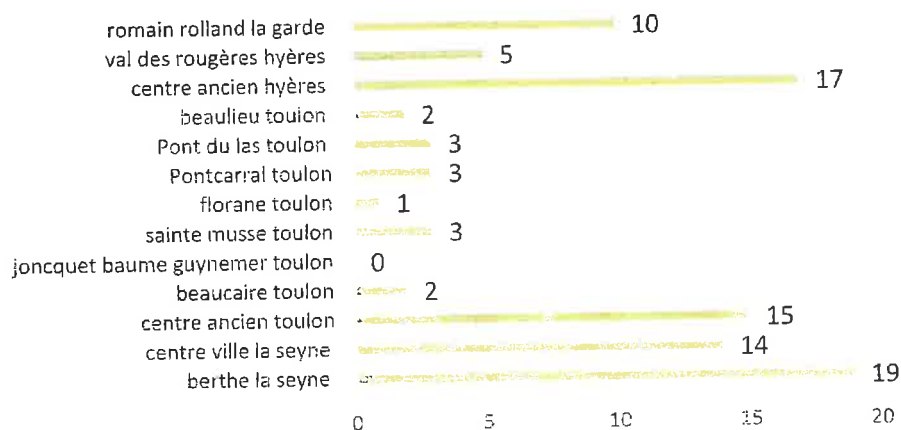 romain rolland la garde 10
val des rougères hyères 5
centre ancien hyères 17
beaulieu toulon 2
Pont du las toulon 3
Pontcarral toulon 3
florane toulon 1
sainte musse toulon 3
joncquet baume guynemer toulon 0
beaucaire toulon 2
centre ancien toulon 15
centre ville la seyne 14
berthe la seyne 19
0 5 10 15 20